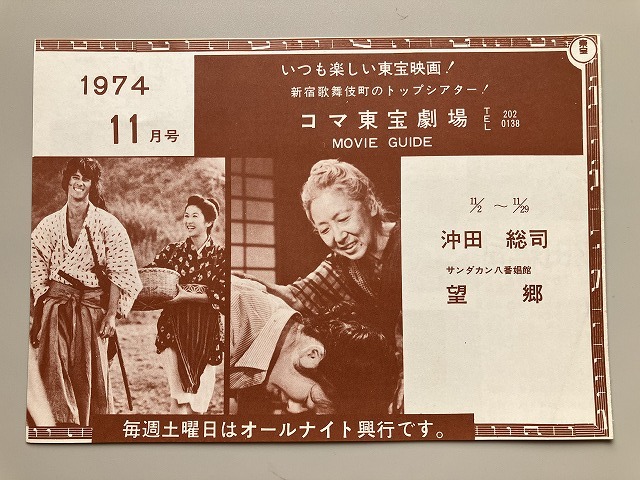 東宝
1974
11月号
いつも楽しい東宝映画!
新宿歌舞伎町のトップシアター!
コマ東宝劇場 TEL 202 0138
MOVIE GUIDE
11/2 〜 11/29
沖田 総司
サンダカン八番娼館
望 郷
毎週土曜日はオールナイト興行です。